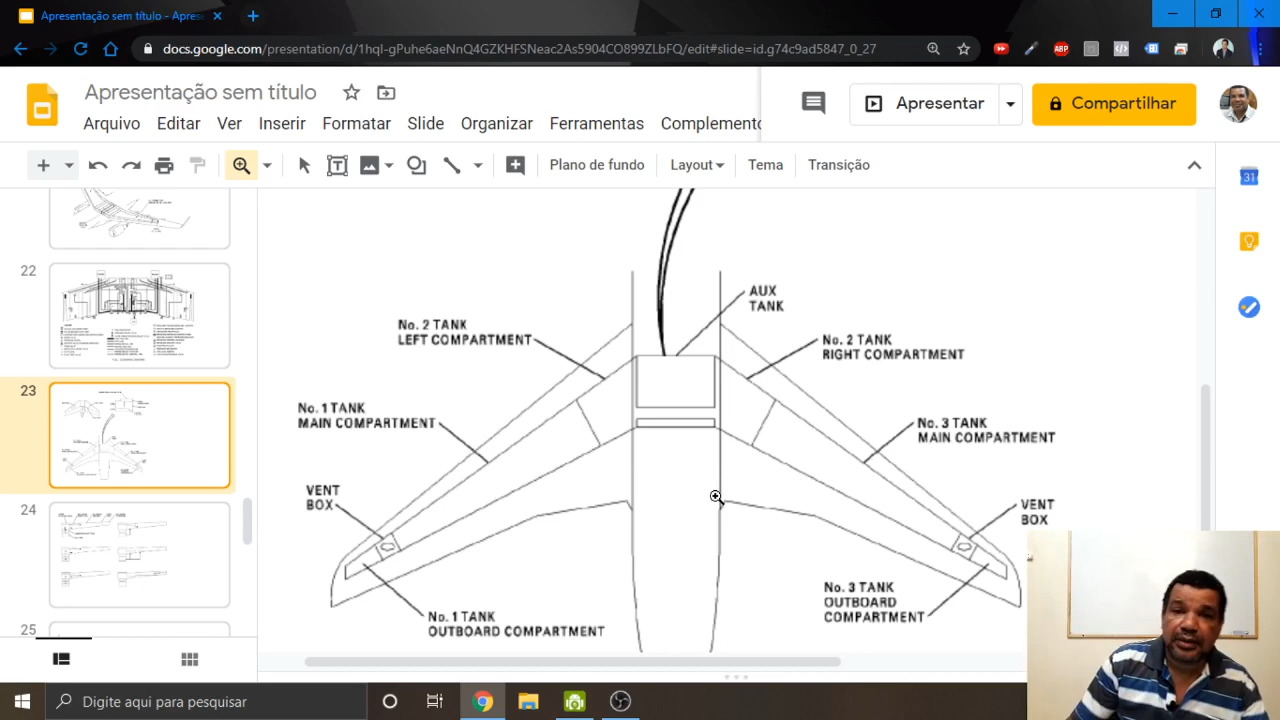 Apresentação sem título - Aprese
docs.google.com/presentation/d/1hqI-gPuhe6aeNnQ4GZKHFSNeac2As5904CO899ZLbFQ/edit#slide=id.g74c9ad5847_0_27
ABP
Apresentação sem título
Apresentar
Compartilhar
Arquivo Editar Ver Inserir Formatar Slide Organizar Ferramentas Complemento
Plano de fundo Layout Tema Transição
31
22
23
24
25
AUX
TANK
No. 2 TANK
LEFT COMPARTMENT
No. 2 TANK
RIGHT COMPARTMENT
No. 1 TANK
MAIN COMPARTMENT
No. 3 TANK
MAIN COMPARTMENT
VENT
BOX
VENT
BOX
No. 3 TANK
OUTBOARD
COMPARTMENT
No. 1 TANK
OUTBOARD COMPARTMENT
Digite aqui para pesquisar